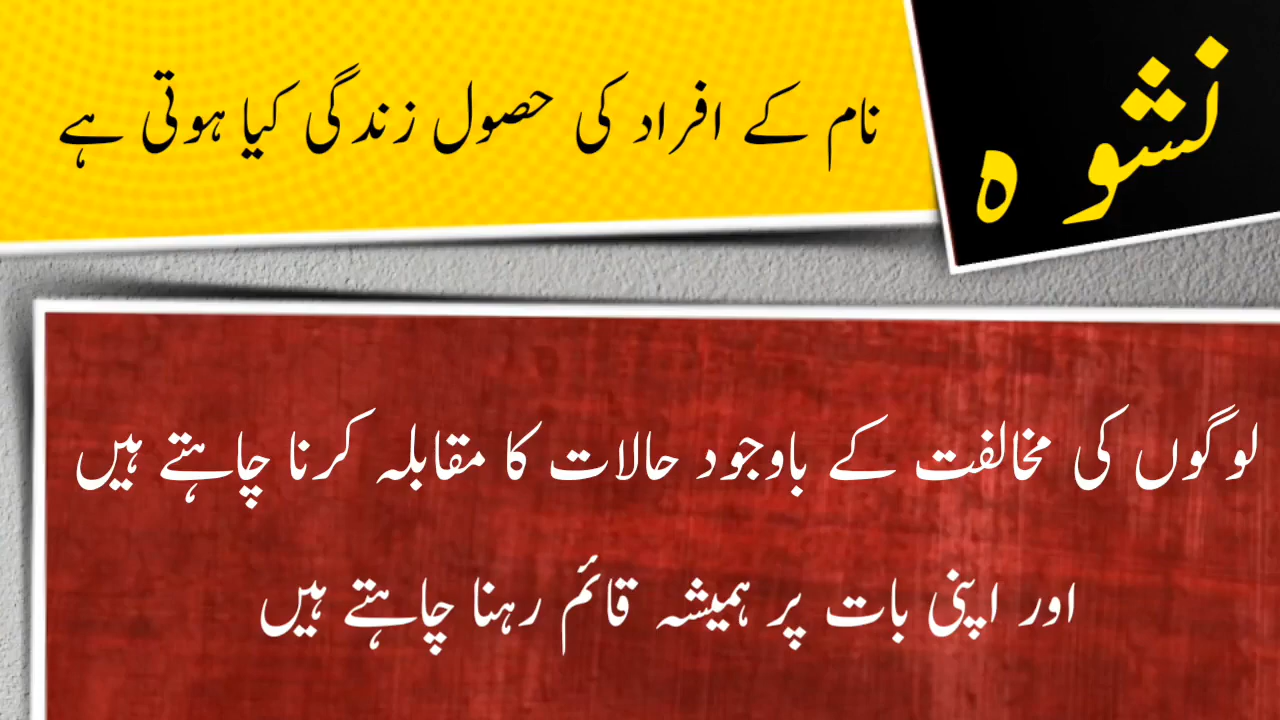 نشو ہ
نام کے افراد کی حصول زندگی کیا ہوتی ہے
لوگوں کی مخالفت کے باوجود حالات کا مقابلہ کرنا چاہتے ہیں
اور اپنی بات پر ہمیشہ قائم رہنا چاہتے ہیں